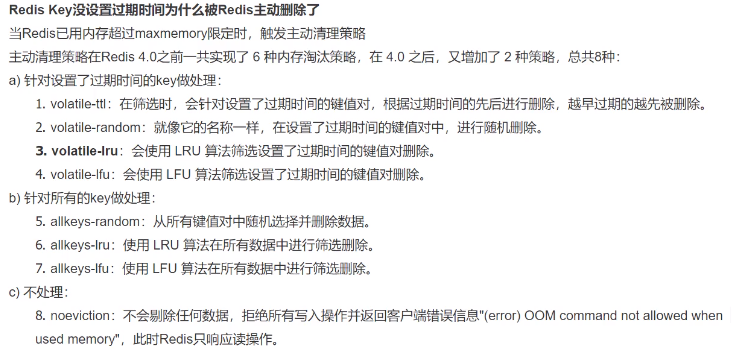 Redis Key没设置过期时间为什么被Redis主动删除了
当Redis已用内存超过maxmemory限定时，触发主动清理策略
主动清理策略在Redis 4.0之前一共实现了 6 种内存淘汰策略，在 4.0 之后，又增加了 2 种策略，总共8种：
a) 针对设置了过期时间的key做处理：
1. volatile-ttl：在筛选时，会针对设置了过期时间的键值对，根据过期时间的先后进行删除，越早过期的越先被删除。
2. volatile-random：就像它的名称一样，在设置了过期时间的键值对中，进行随机删除。
3. volatile-lru：会使用 LRU 算法筛选设置了过期时间的键值对删除。
4. volatile-lfu：会使用 LFU 算法筛选设置了过期时间的键值对删除。
b) 针对所有的key做处理：
5. allkeys-random：从所有键值对中随机选择并删除数据。
6. allkeys-lru：使用 LRU 算法在所有数据中进行筛选删除。
7. allkeys-lfu：使用 LFU 算法在所有数据中进行筛选删除。
c) 不处理：
8. noeviction：不会剔除任何数据，拒绝所有写入操作并返回客户端错误信息"(error) OOM command not allowed when
used memory"，此时Redis只响应读操作。